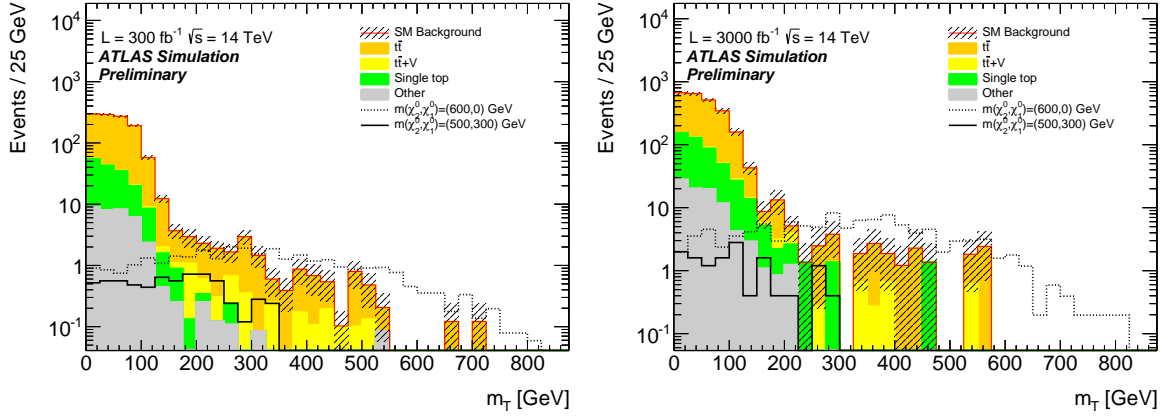 Events / 25 GeV
10⁴
10³
10²
10
1
10⁻¹
L = 300 fb⁻¹ √s = 14 TeV
ATLAS Simulation
Preliminary
SM Background
tt̄
tt̄+V
Single top
Other
m(χ̃⁰₂,χ̃⁰₁)=(600,0) GeV
m(χ̃⁰₂,χ̃⁰₁)=(500,300) GeV
0 100 200 300 400 500 600 700 800
m_T [GeV]
Events / 25 GeV
10⁴
10³
10²
10
1
10⁻¹
L = 3000 fb⁻¹ √s = 14 TeV
ATLAS Simulation
Preliminary
SM Background
tt̄
tt̄+V
Single top
Other
m(χ̃⁰₂,χ̃⁰₁)=(600,0) GeV
m(χ̃⁰₂,χ̃⁰₁)=(500,300) GeV
0 100 200 300 400 500 600 700 800
m_T [GeV]